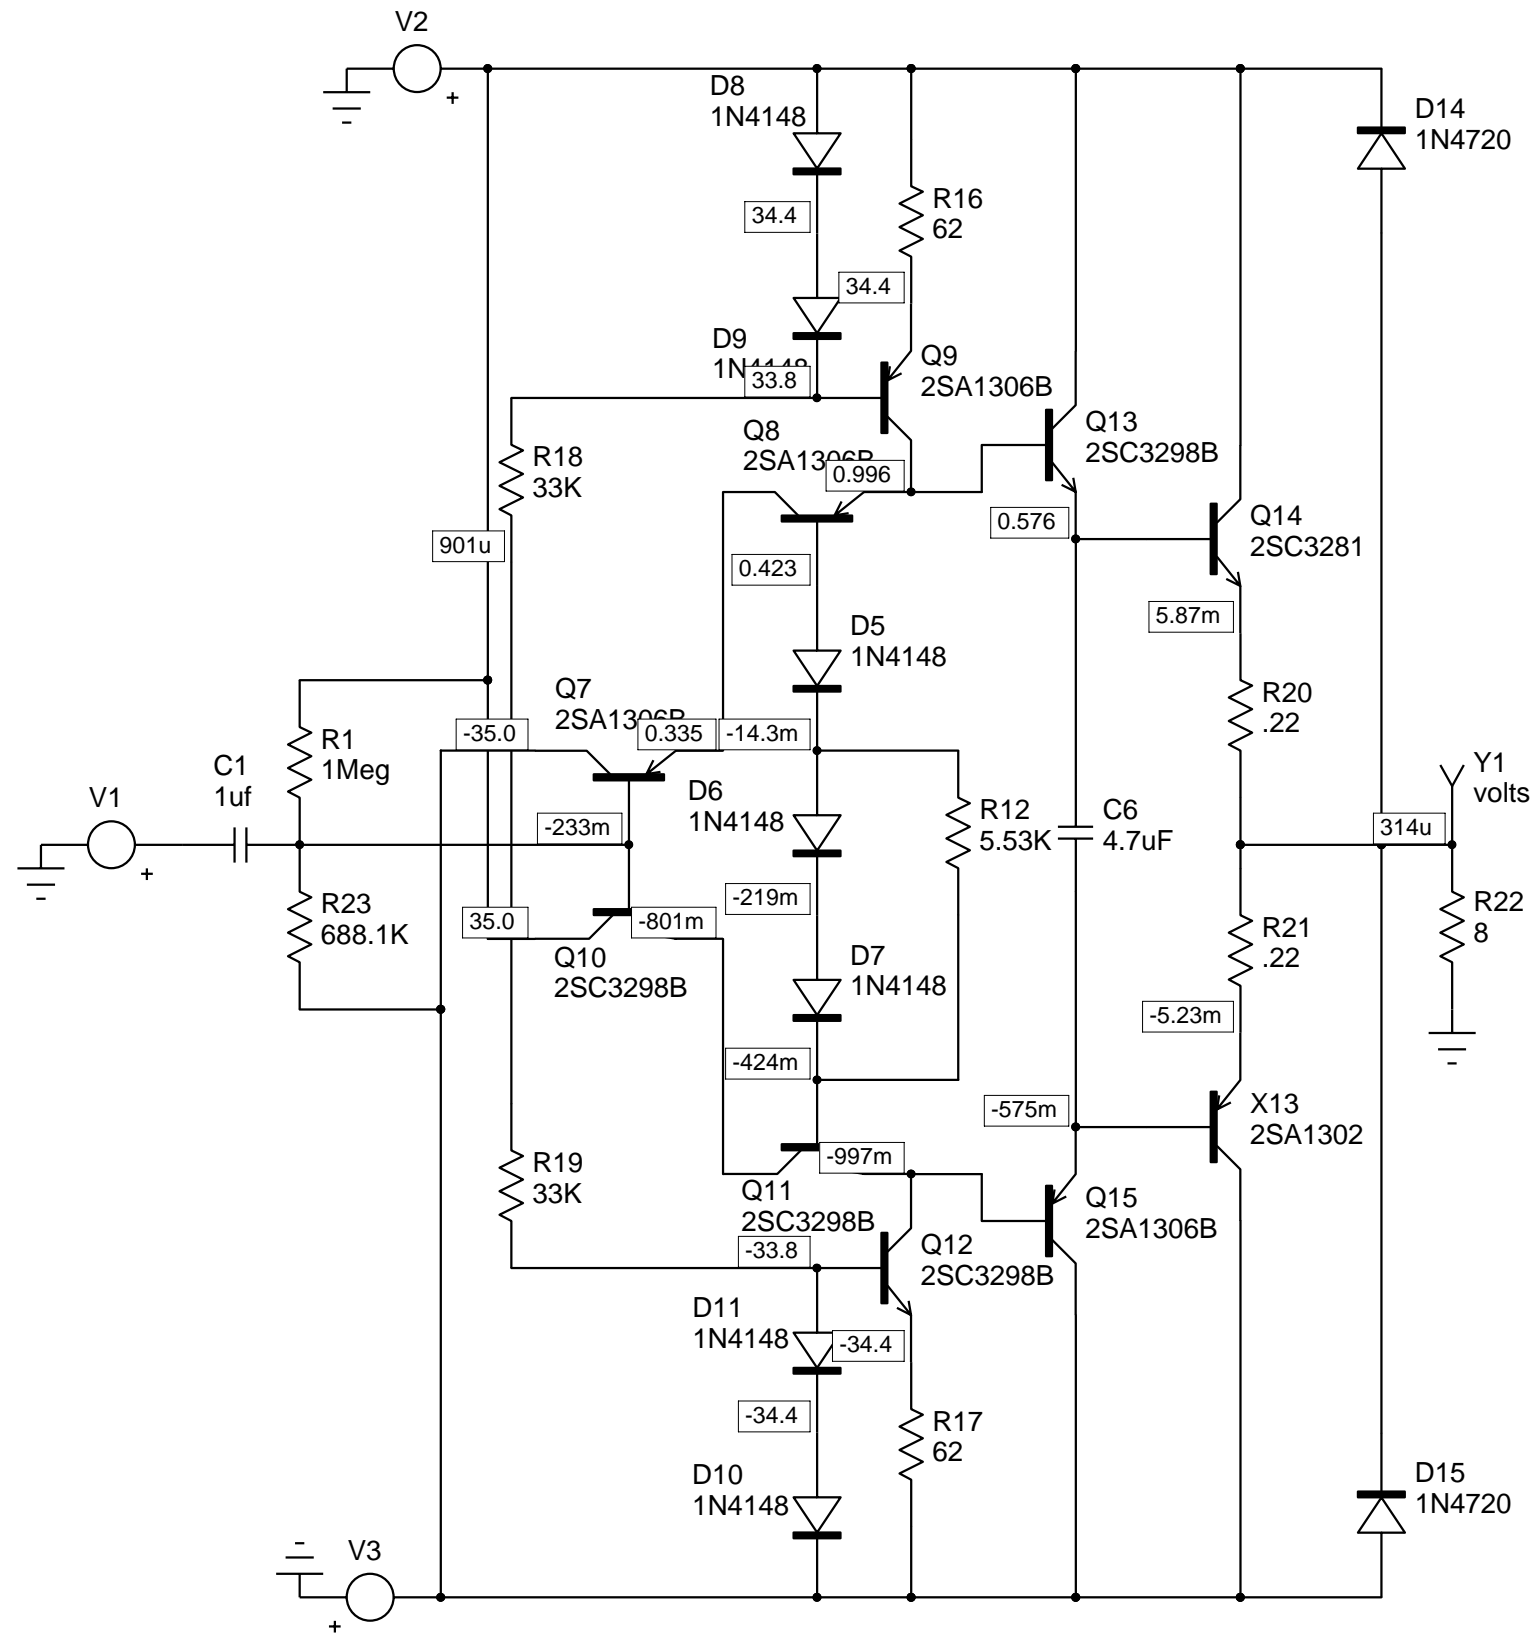 V2
+
-
D8
1N4148
D14
1N4720
34.4
R16
62
34.4
D9
1N4148
33.8
Q9
2SA1306B
Q8
2SA1306B
0.996
Q13
2SC3298B
R18
33K
0.576
Q14
2SC3281
901u
0.423
5.87m
D5
1N4148
Q7
2SA1306B
R20
.22
-35.0
0.335
-14.3m
R1
1Meg
C1
1uf
V1
+
-
D6
1N4148
R12
5.53K
C6
4.7uF
Y1
volts
-233m
314u
R23
688.1K
-219m
35.0
-801m
R21
.22
R22
8
-
Q10
2SC3298B
D7
1N4148
-5.23m
-424m
-575m
X13
2SA1302
-997m
R19
33K
Q11
2SC3298B
Q15
2SA1306B
-33.8
Q12
2SC3298B
D11
1N4148
-34.4
-34.4
R17
62
D10
1N4148
D15
1N4720
-
V3
+